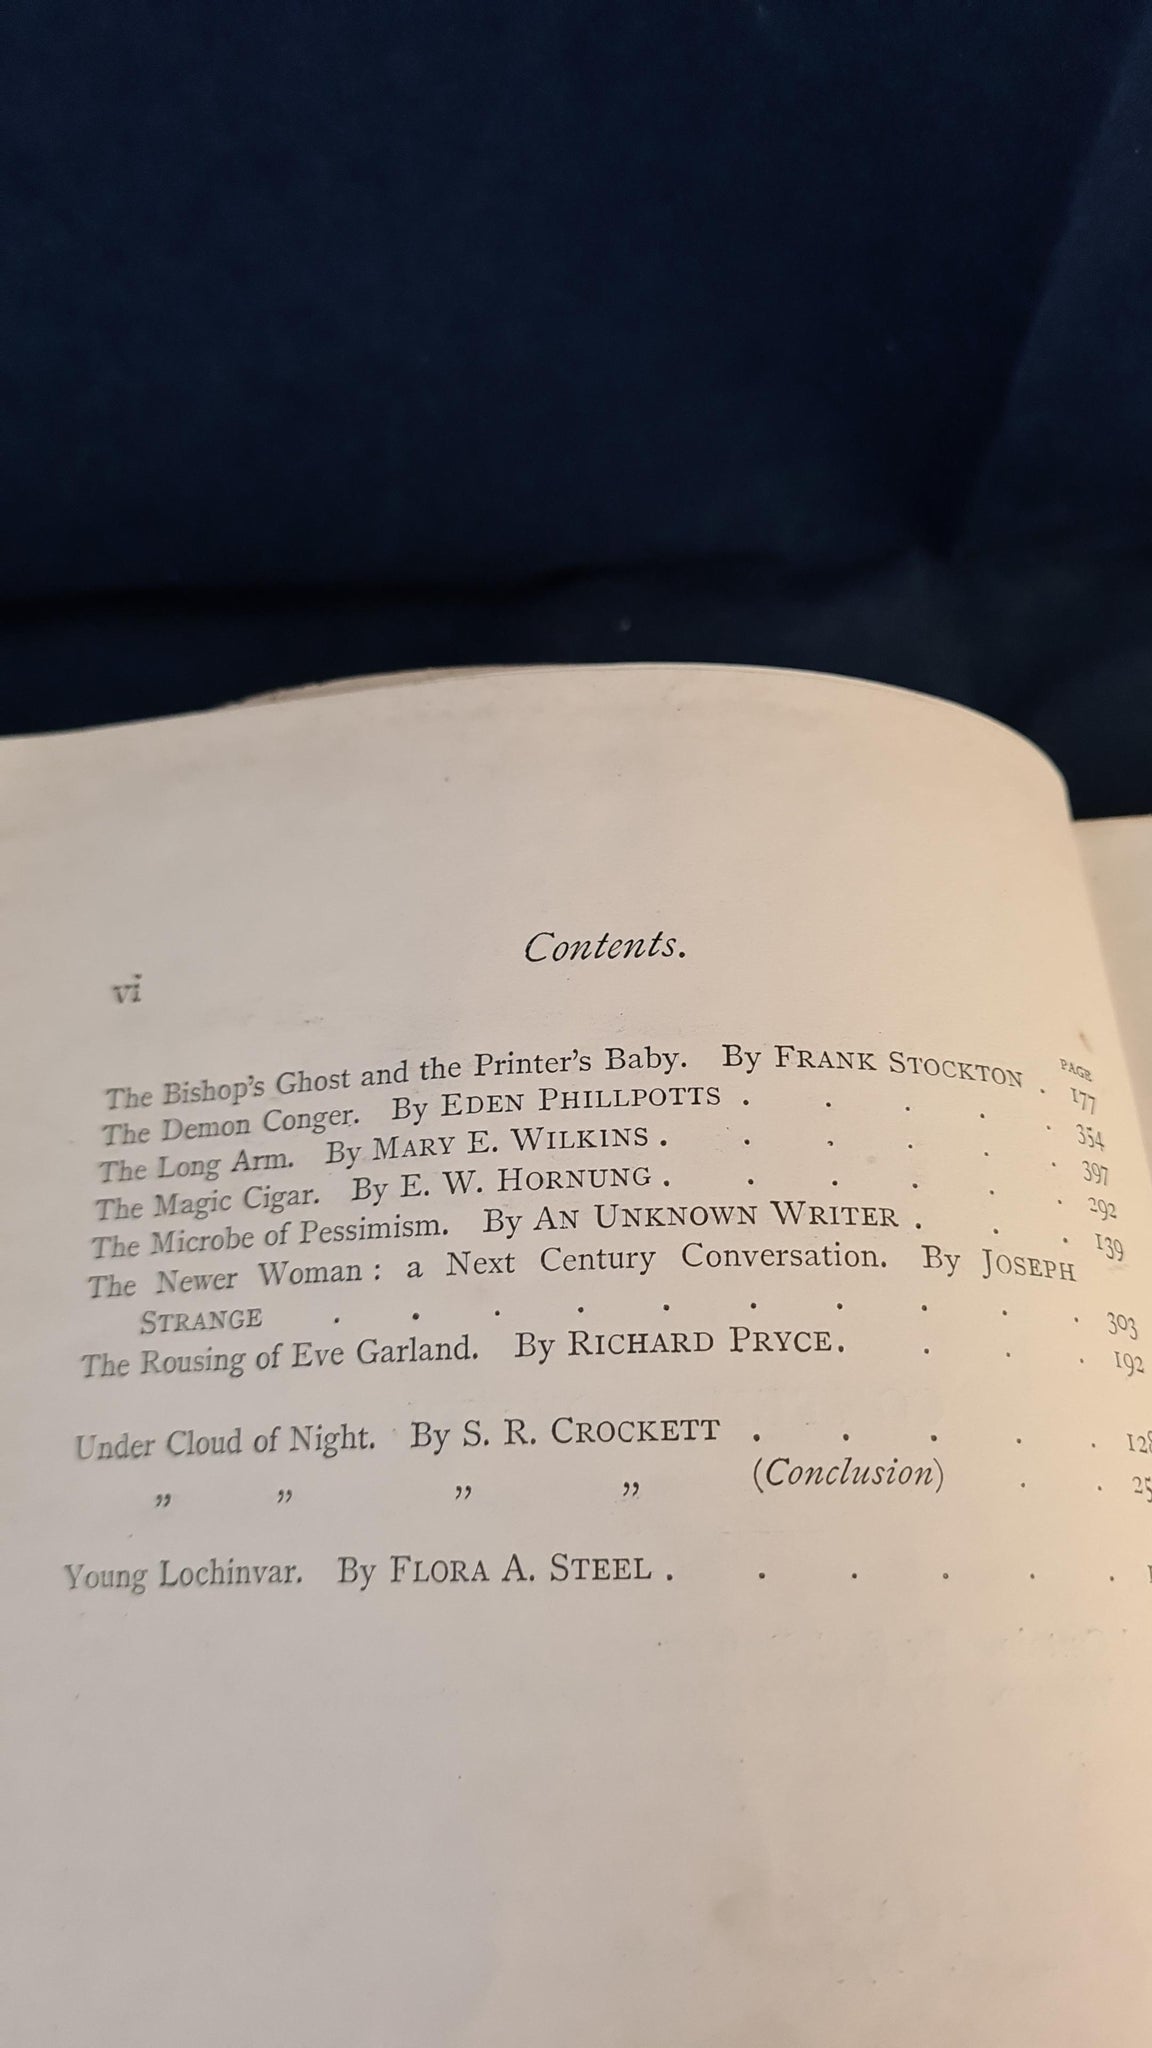 Contents.
vi
PAGE
The Bishop's Ghost and the Printer's Baby. By FRANK STOCKTON . 177
The Demon Conger. By EDEN PHILLPOTTS . . . . . 354
The Long Arm. By MARY E. WILKINS . . . . . . 397
The Magic Cigar. By E. W. HORNUNG . . . . . . 292
The Microbe of Pessimism. By AN UNKNOWN WRITER . . . 139
The Newer Woman: a Next Century Conversation. By JOSEPH
STRANGE . . . . . . . . . . 303
The Rousing of Eve Garland. By RICHARD PRYCE. . . . 192
Under Cloud of Night. By S. R. CROCKETT . . . . .
„ „ „ „ (Conclusion) . .
Young Lochinvar. By FLORA A. STEEL . . . . . .